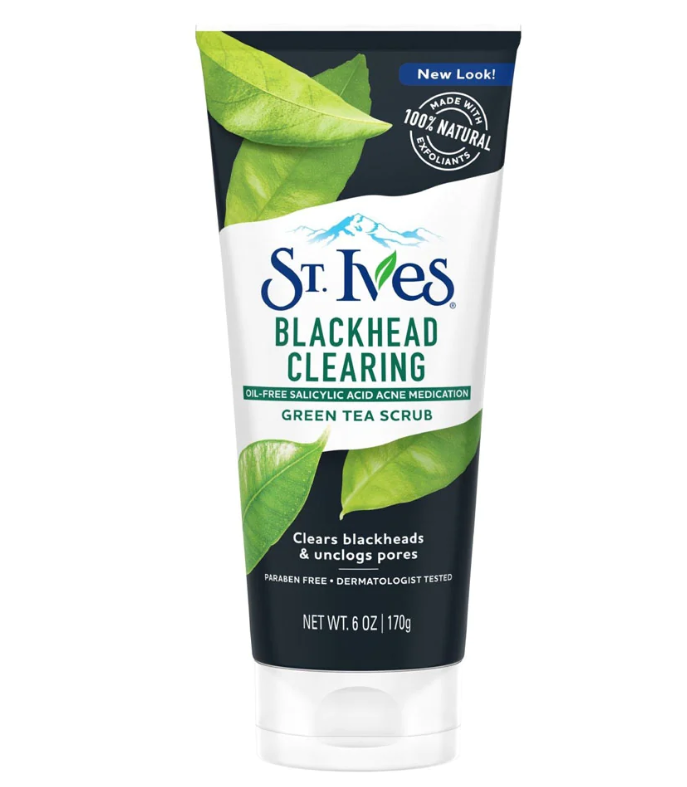 New Look!
MADE WITH
100% NATURAL
EXFOLIANTS
ST. IVES®
BLACKHEAD
CLEARING
OIL-FREE SALICYLIC ACID ACNE MEDICATION
GREEN TEA SCRUB
Clears blackheads
& unclogs pores
PARABEN FREE • DERMATOLOGIST TESTED
NET WT. 6 OZ | 170g